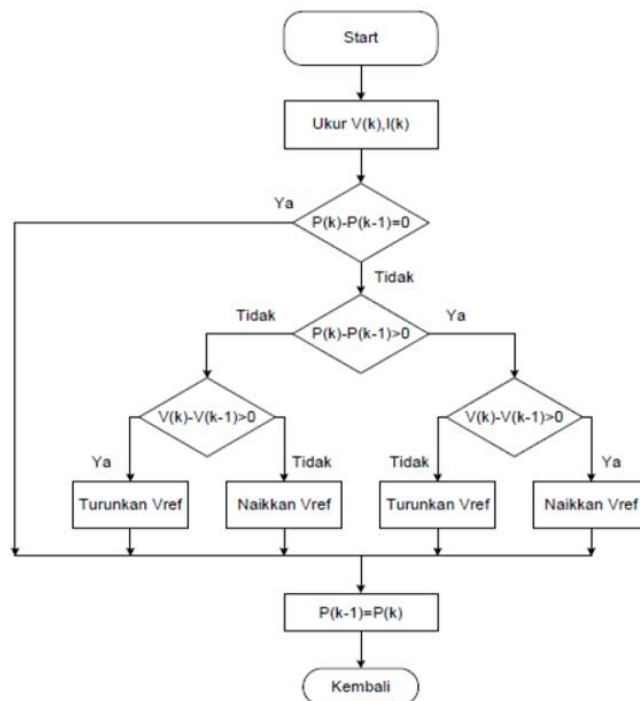 Start
Ukur V(k),I(k)
Ya
P(k)-P(k-1)=0
Tidak
Tidak
P(k)-P(k-1)>0
Ya
V(k)-V(k-1)>0
V(k)-V(k-1)>0
Ya
Tidak
Tidak
Ya
Turunkan Vref
Naikkan Vref
Turunkan Vref
Naikkan Vref
P(k-1)=P(k)
Kembali